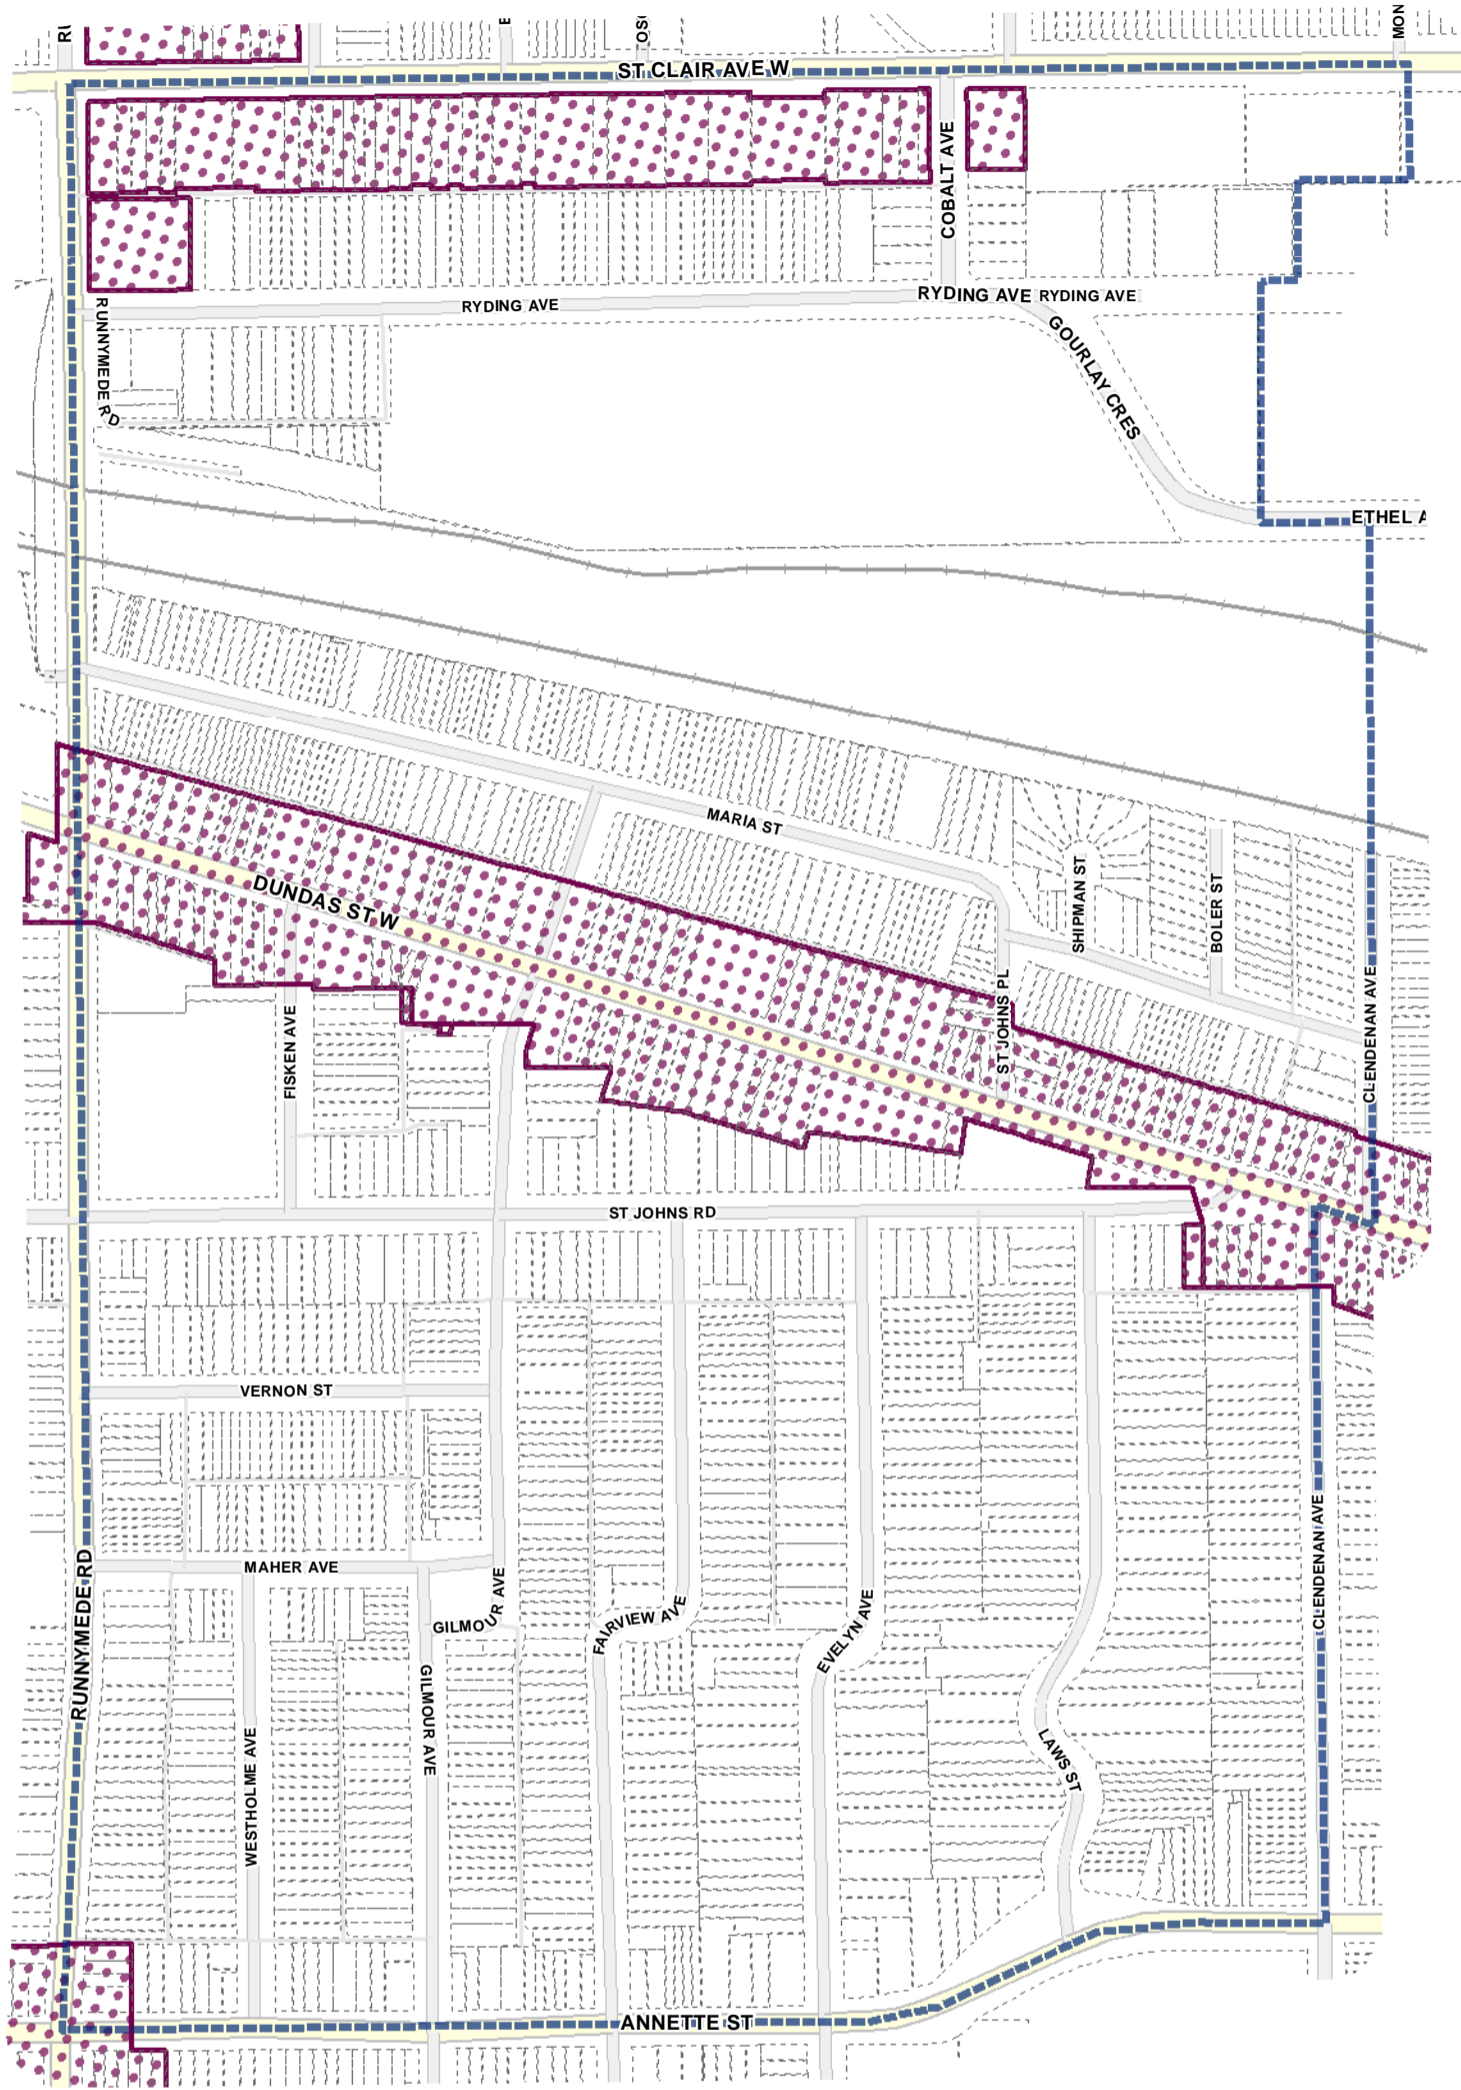 ST CLAIR AVE W
MON
COBALT AVE
RYDING AVE
RYDING AVE
RYDING AVE
RUNNYMEDE RD
GOURLAY CRES
ETHEL A
MARIA ST
DUNDAS ST W
SHIPMAN ST
BOLER ST
ST JOHNS PL
CLENDENAN AVE
FISKEN AVE
ST JOHNS RD
VERNON ST
MAHER AVE
RUNNYMEDE RD
GILMOUR AVE
GILMOUR AVE
FAIRVIEW AVE
EVELYN AVE
CLENDENAN AVE
WESTHOLME AVE
LAWS ST
ANNETTE ST